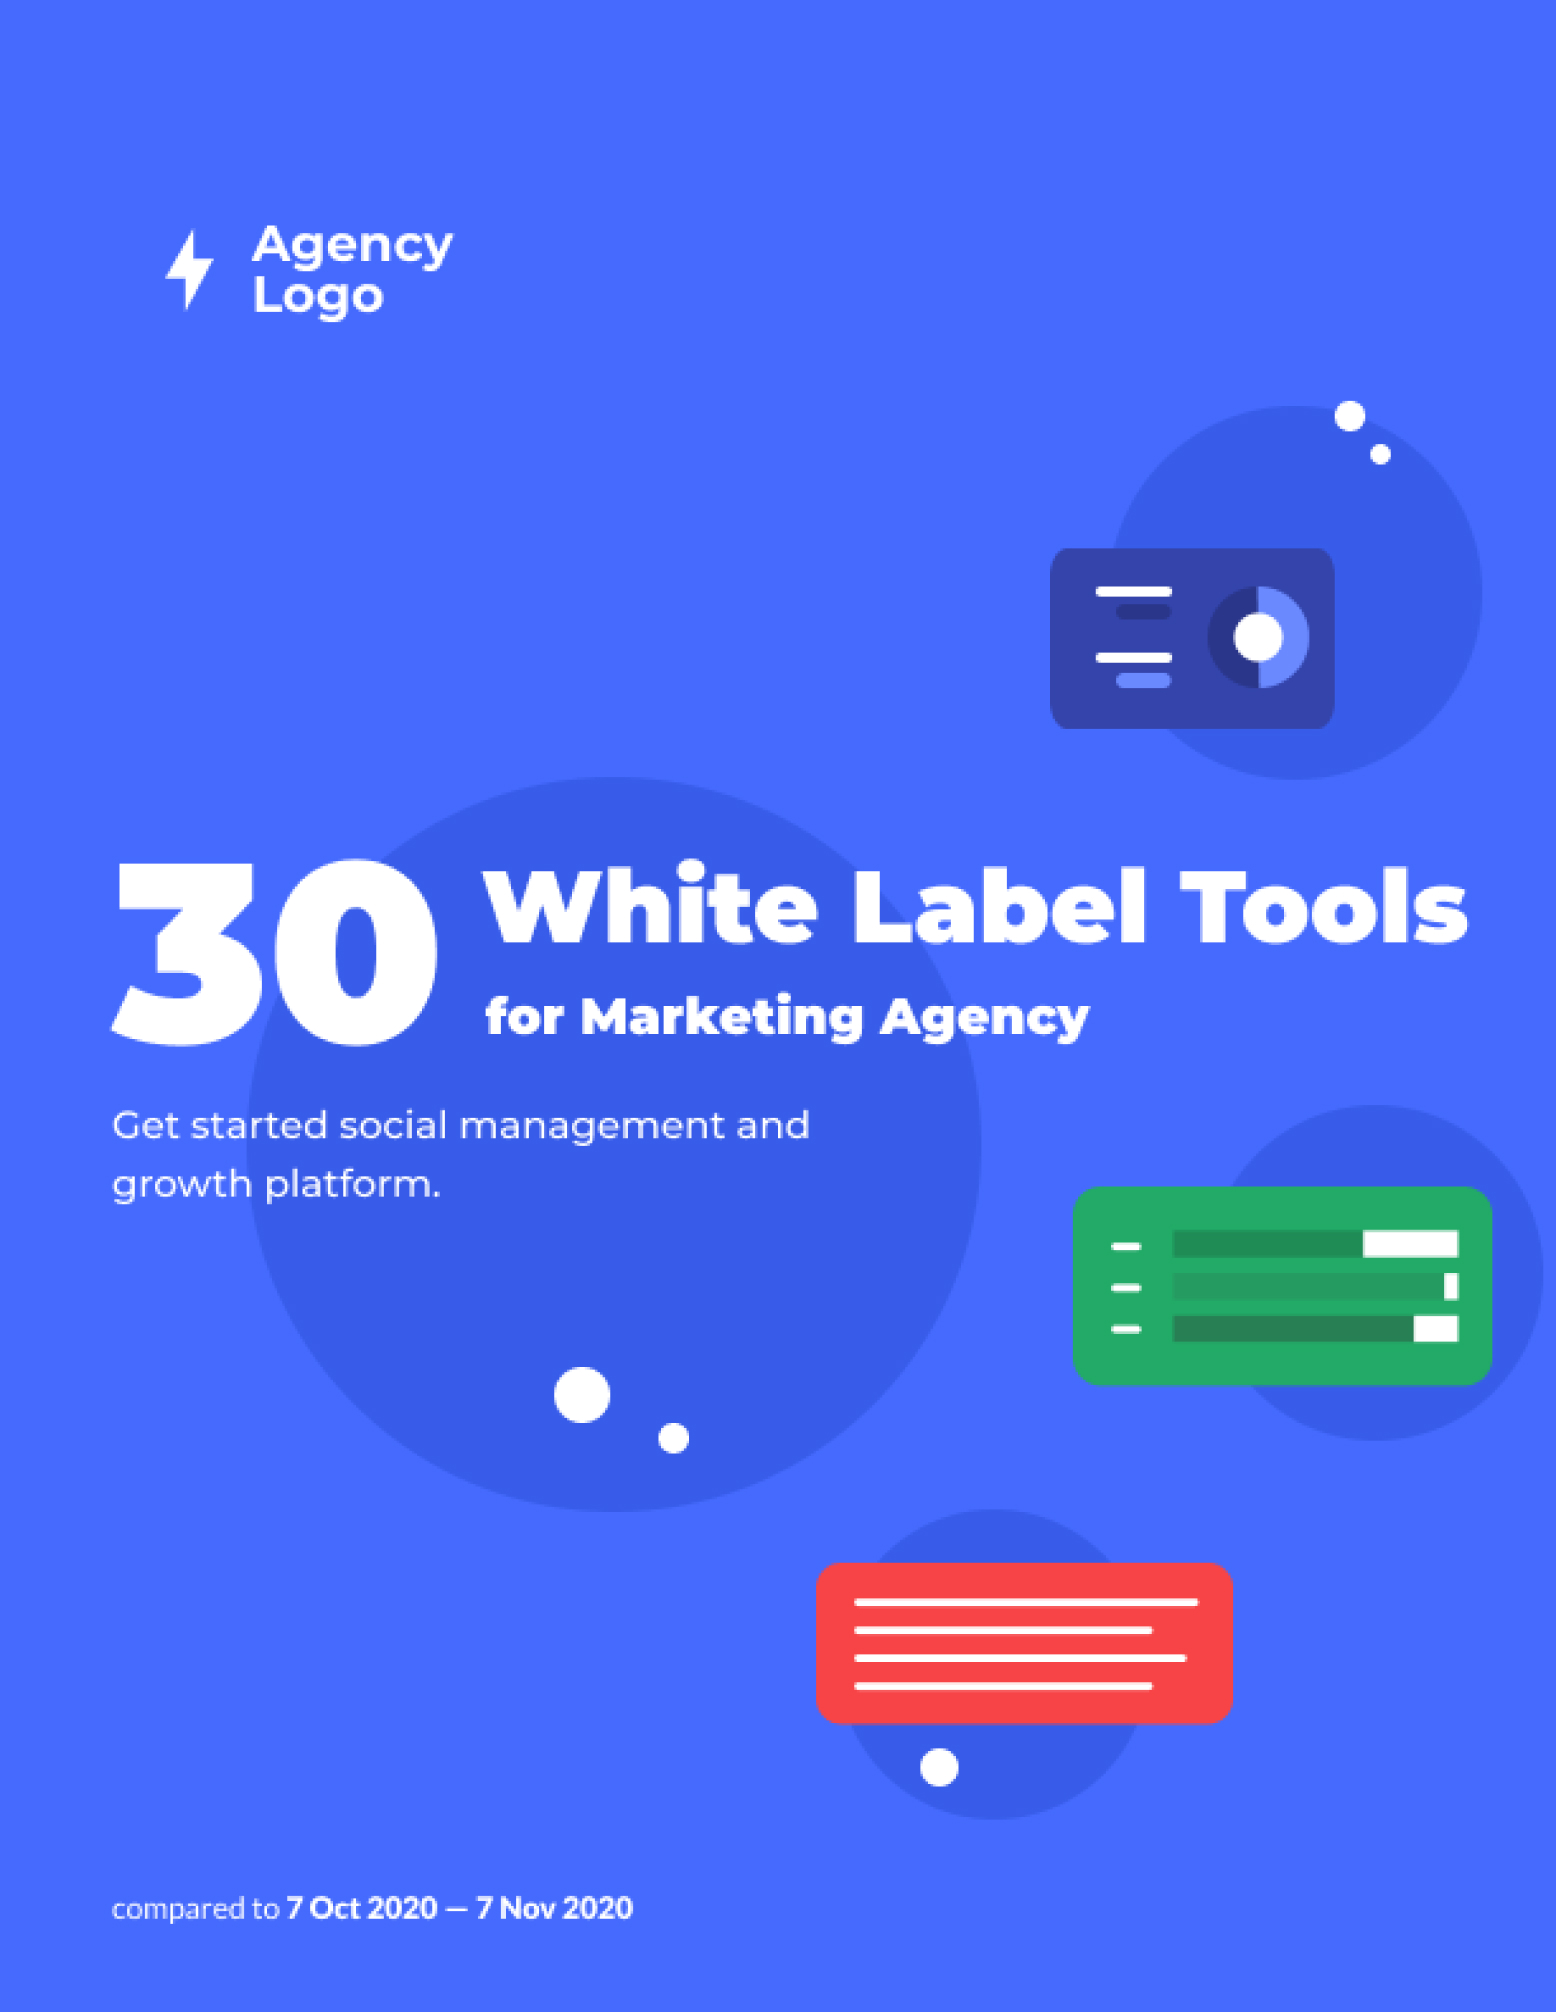 Agency
Logo
30 White Label Tools
for Marketing Agency
Get started social management and
growth platform.
compared to 7 Oct 2020 — 7 Nov 2020